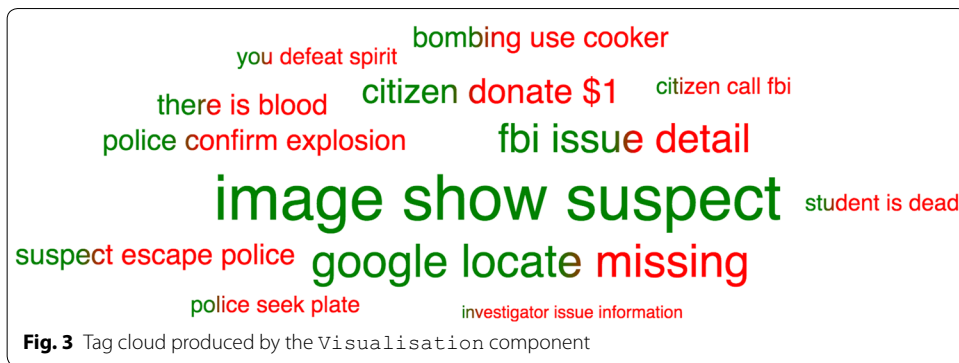 bombing use cooker
you defeat spirit
citizen donate $1
citizen call fbi
there is blood
police confirm explosion
fbi issue detail
image show suspect
student is dead
suspect escape police
google locate missing
police seek plate
investigator issue information
Fig. 3 Tag cloud produced by the Visualisation component